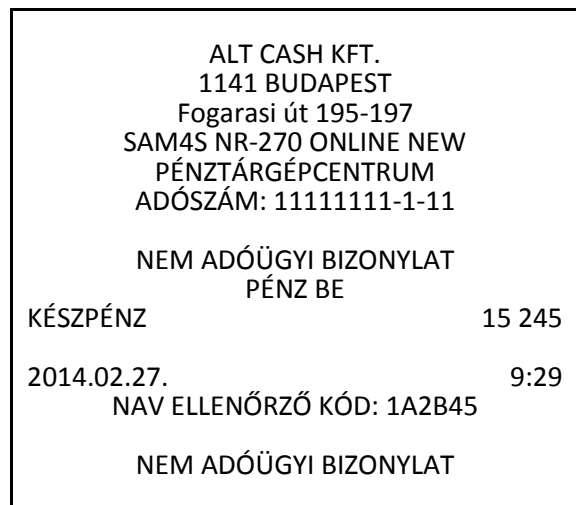 ALT CASH KFT.
1141 BUDAPEST
Fogarasi út 195-197
SAM4S NR-270 ONLINE NEW
PÉNZTÁRGÉPCENTRUM
ADÓSZÁM: 11111111-1-11
NEM ADÓÜGYI BIZONYLAT
PÉNZ BE
KÉSZPÉNZ 15 245
2014.02.27. 9:29
NAV ELLENŐRZŐ KÓD: 1A2B45
NEM ADÓÜGYI BIZONYLAT